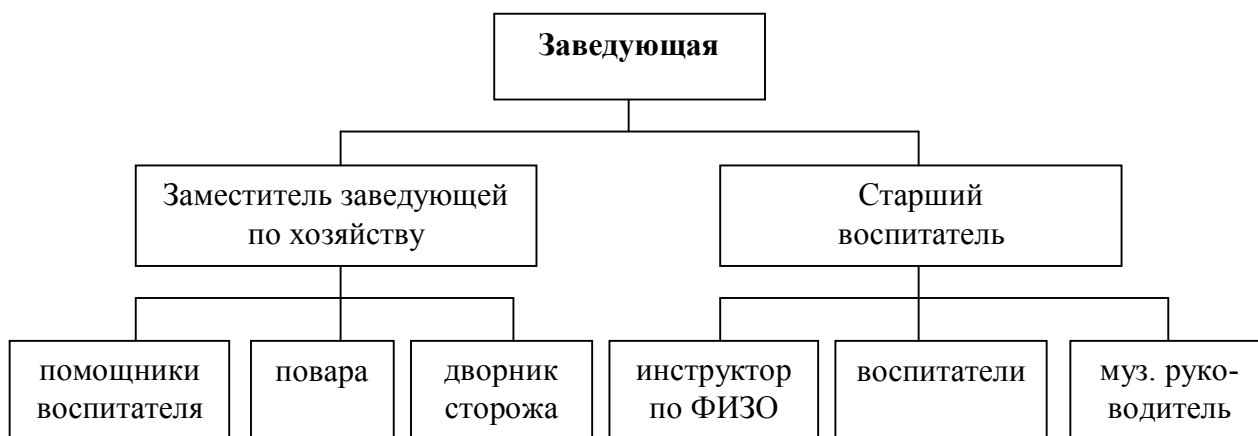 Заведующая
Заместитель заведующей
по хозяйству
Старший
воспитатель
помощники
воспитателя
повара
дворник
сторожа
инструктор
по ФИЗО
воспитатели
муз. руко-
водитель